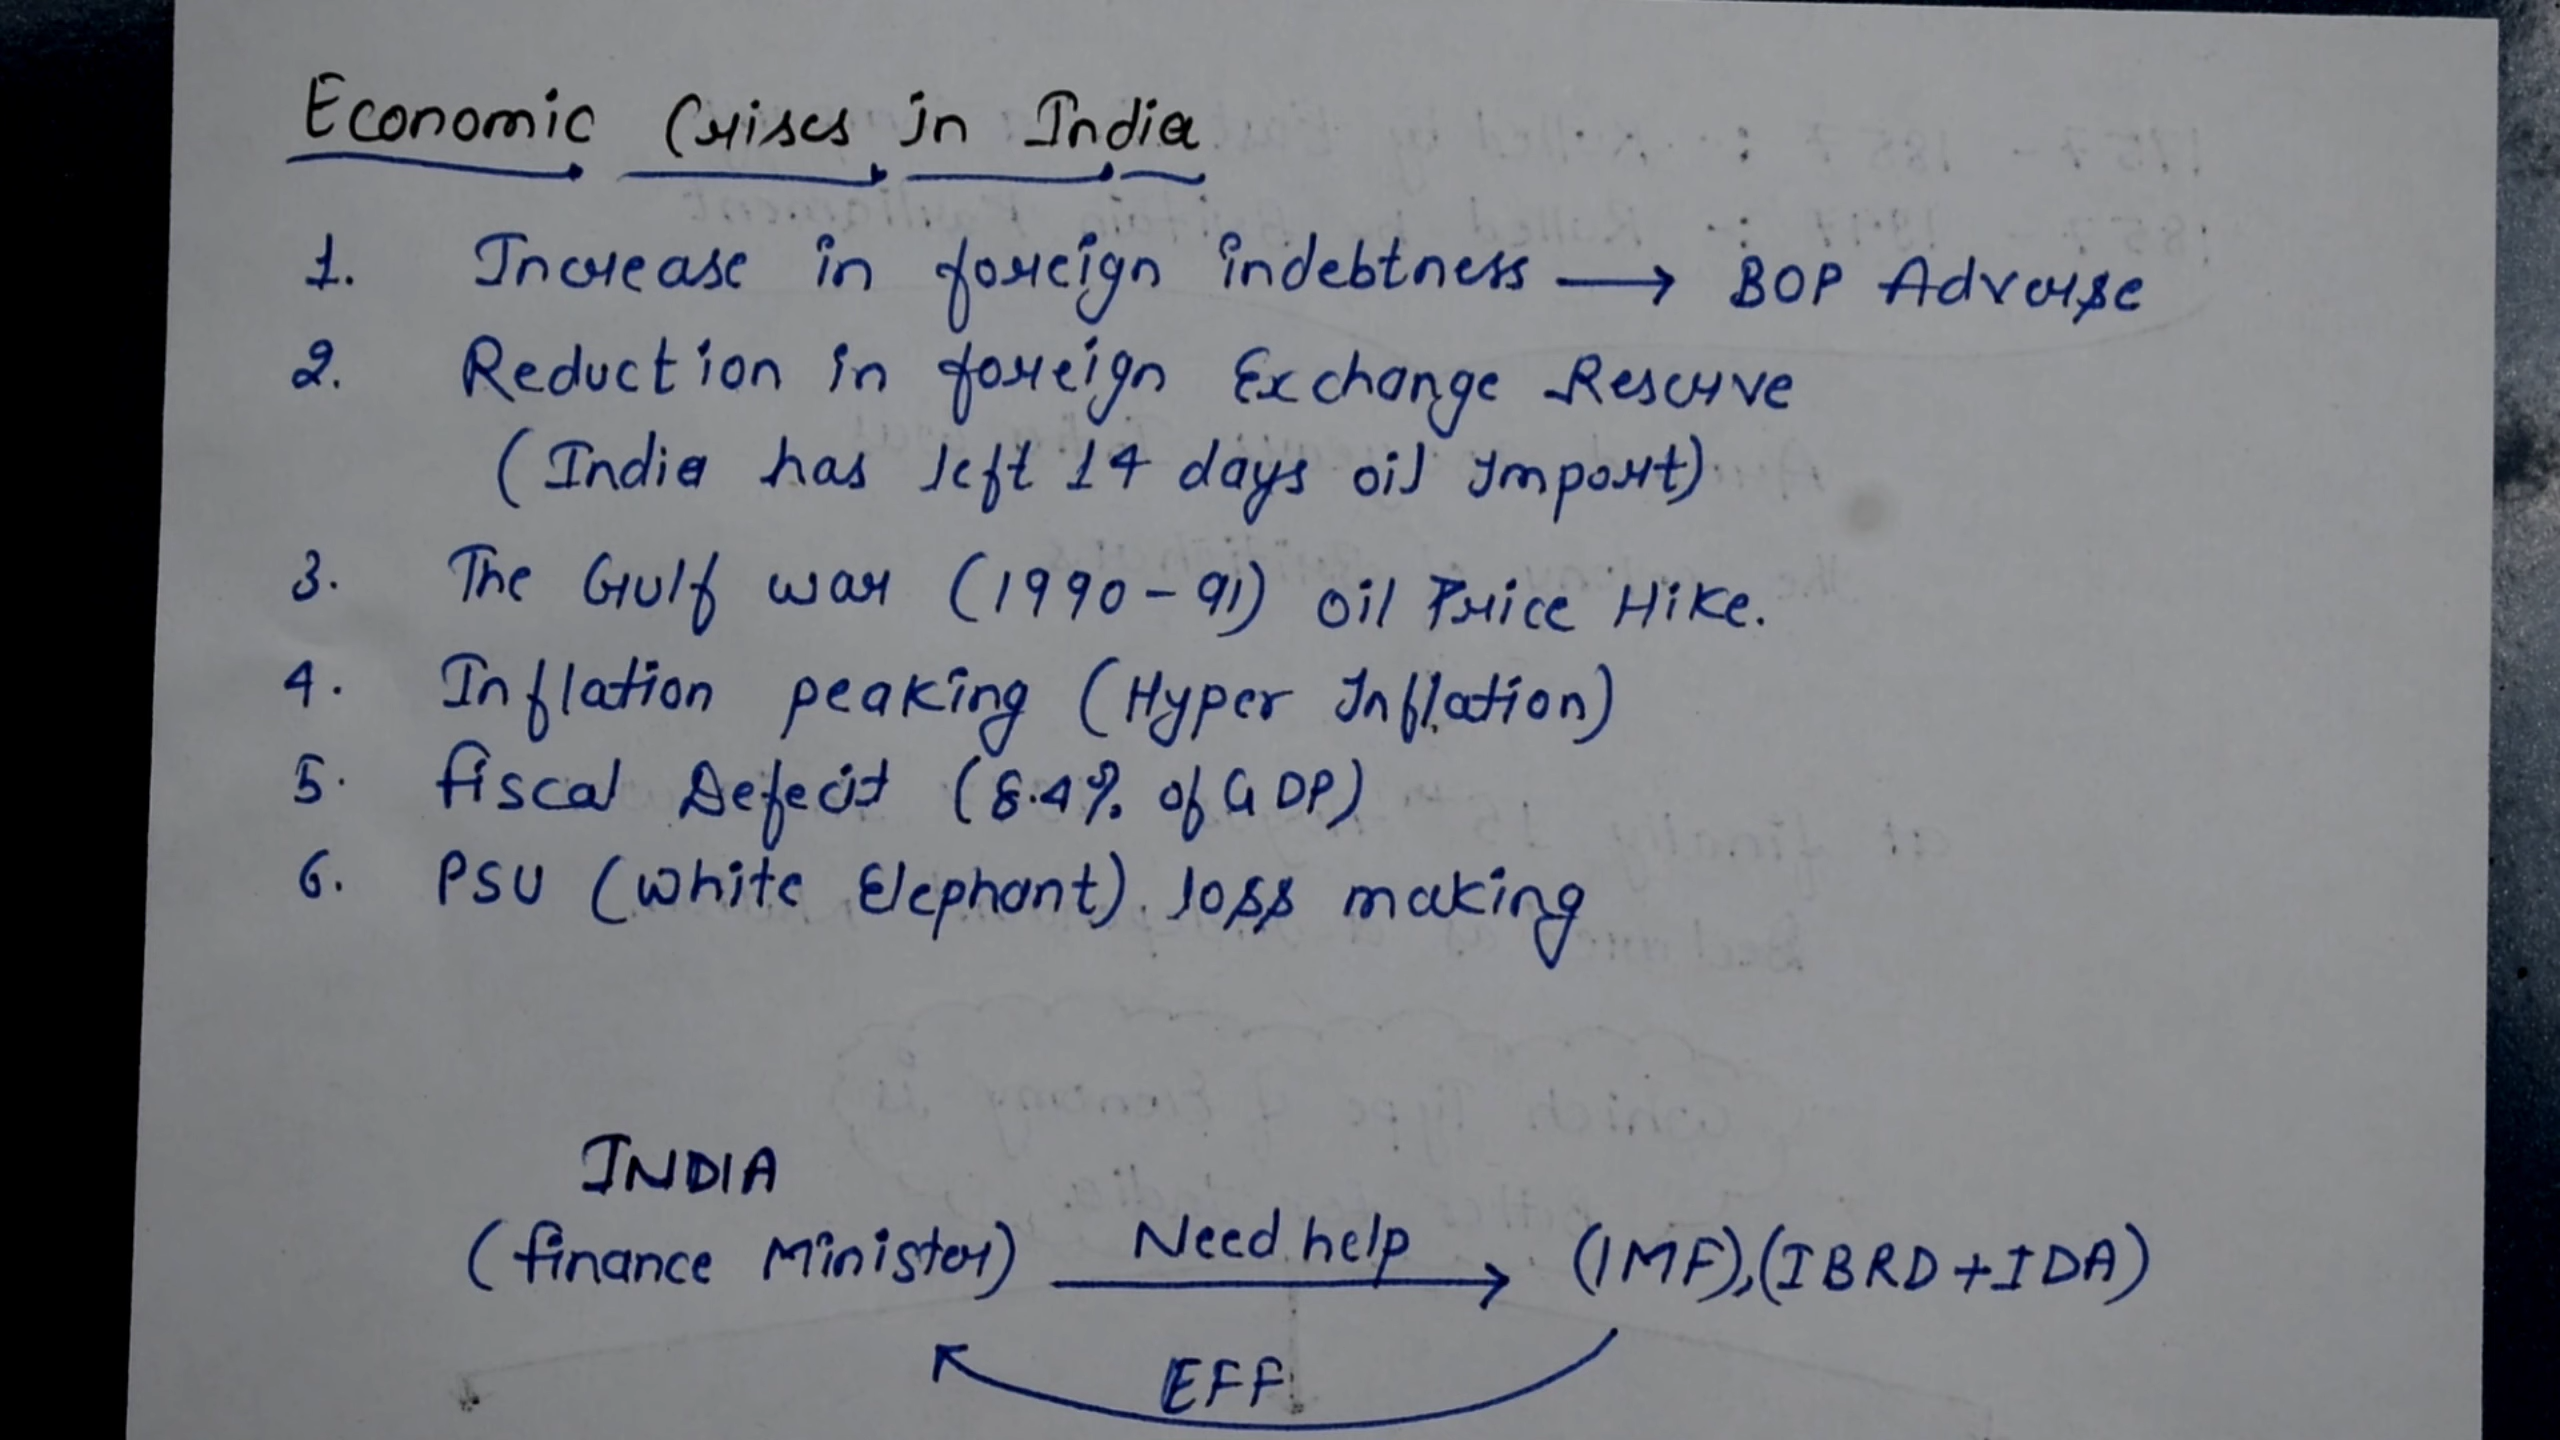 Economic Crises in India
1. Increase in foreign indebtness → BOP Adverse
2. Reduction in foreign Exchange Reserve
(India has left 14 days oil Import)
3. The Gulf war (1990-91) oil Price Hike.
4. Inflation peaking (Hyper Inflation)
5. fiscal Defecit (8.4% of GDP)
6. PSU (White Elephant) loss making
INDIA
(finance Minister) Need help → (IMF),(IBRD+IDA)
EFF